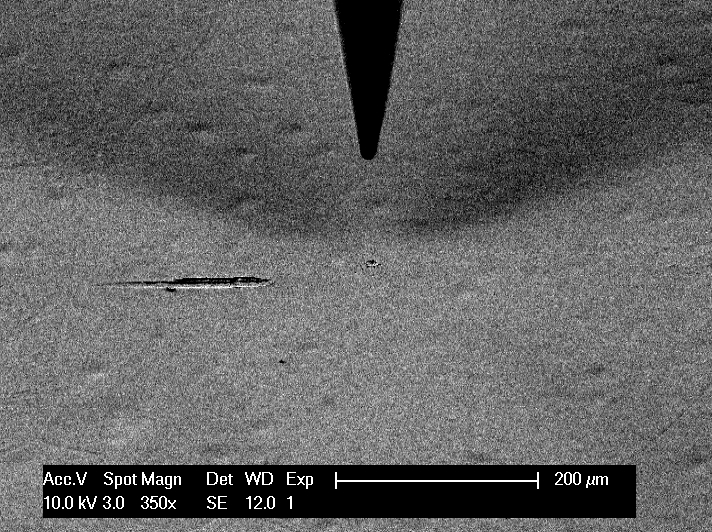 Acc.V Spot Magn Det WD Exp 200 µm
10.0 kV 3.0 350x SE 12.0 1